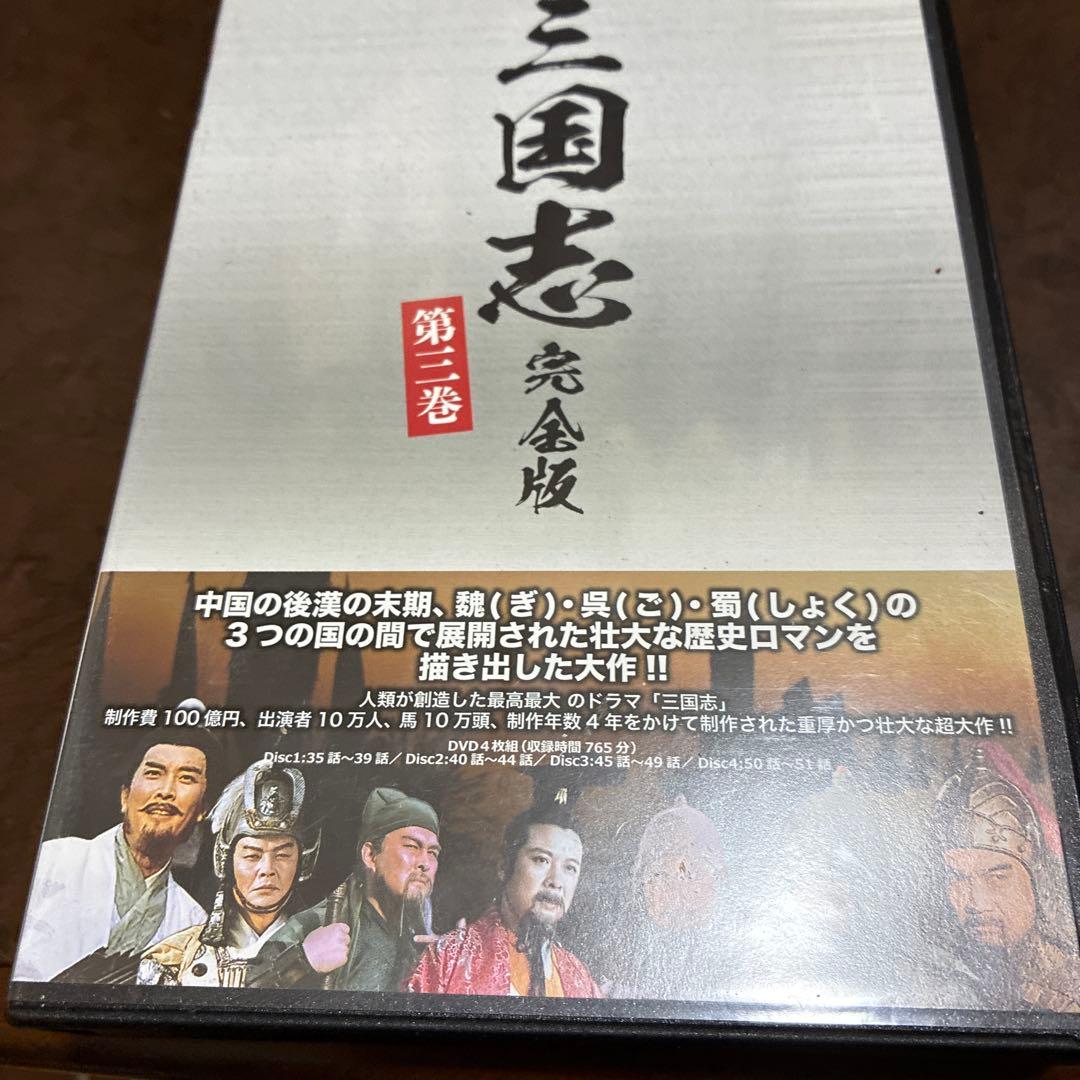 三国志
完全版
第三巻
中国の後漢の末期、魏(ぎ)・呉(ご)・蜀(しょく)の
3つの国の間で展開された壮大な歴史ロマンを
描き出した大作!!
人類が創造した最高最大 のドラマ「三国志」
制作費100億円、出演者10万人、馬10万頭、制作年数4年をかけて制作された重厚かつ壮大な超大作!!
DVD4枚組(収録時間765分)
Disc1:35話～39話／Disc2:40話～44話／Disc3:45話～49話／Disc4:50話～51話